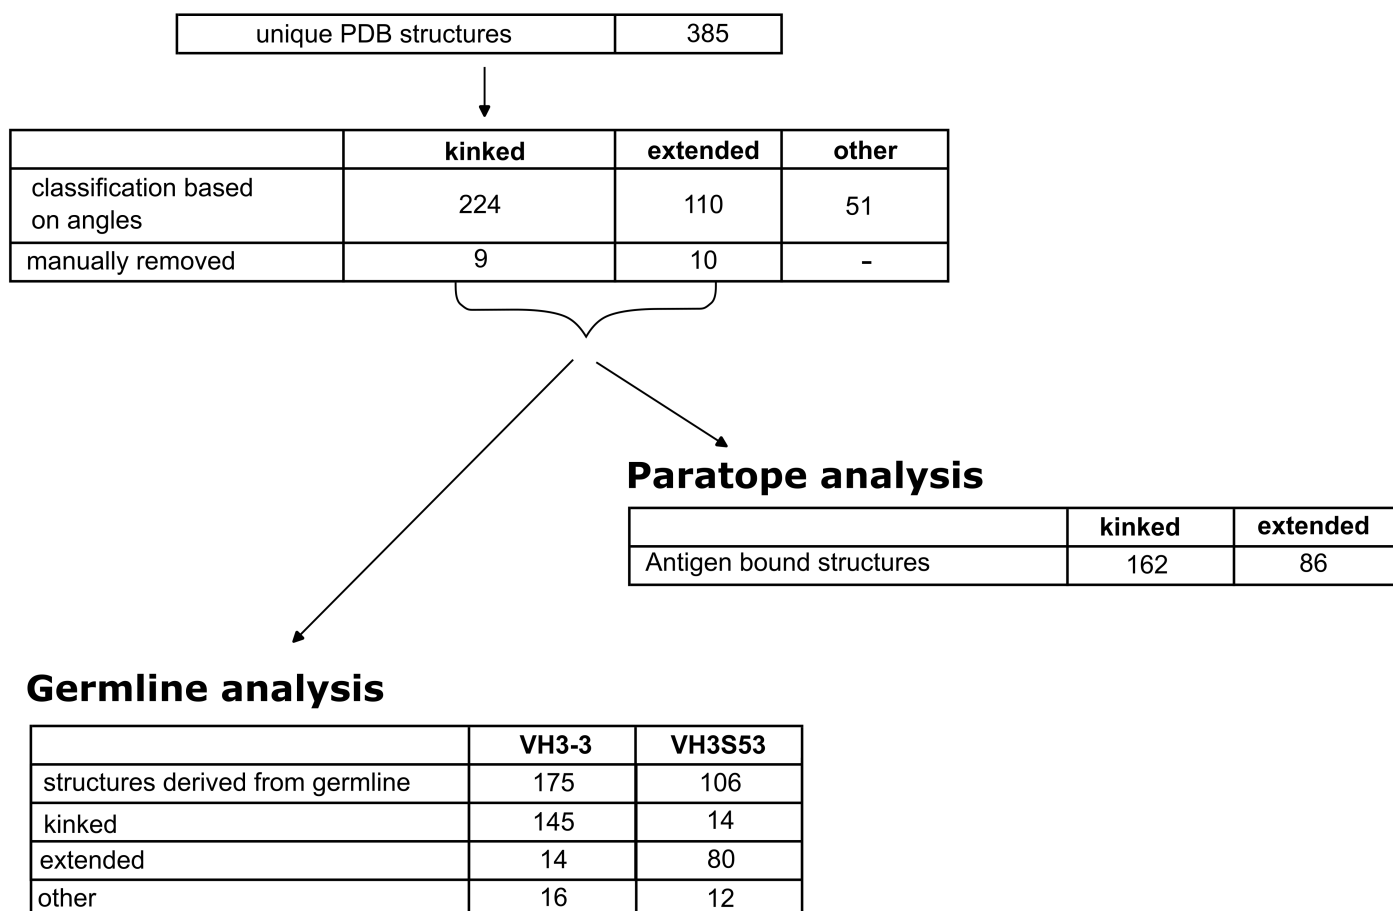 unique PDB structures 385
kinked extended other
classification based
on angles 224 110 51
manually removed 9 10 -
Paratope analysis
kinked extended
Antigen bound structures 162 86
Germline analysis
VH3-3 VH3S53
structures derived from germline 175 106
kinked 145 14
extended 14 80
other 16 12